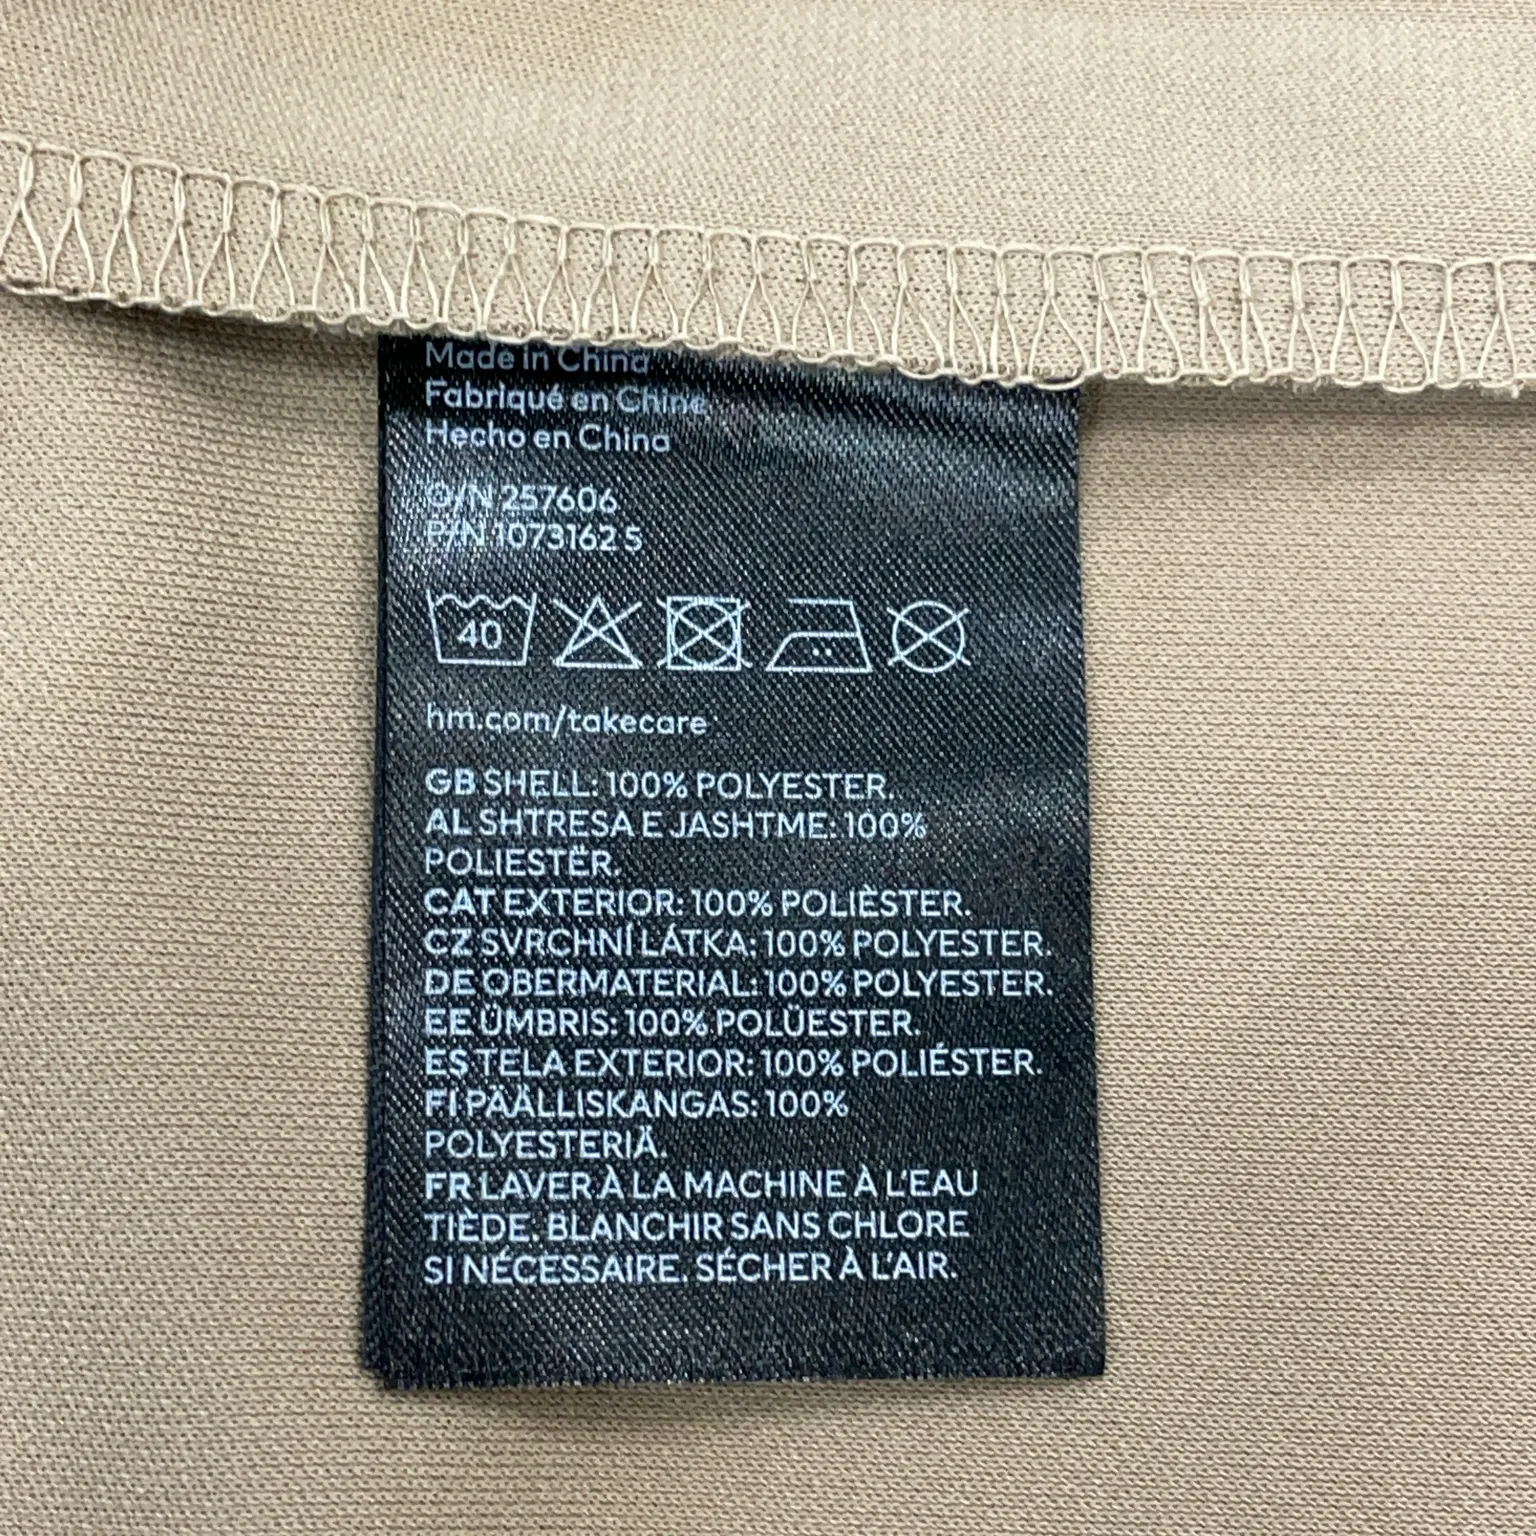 Made in China
Fabriqué en Chine
Hecho en China
O/N 257606
P/N 1073162 5
40
hm.com/takecare
GB SHELL: 100% POLYESTER.
AL SHTRESA E JASHTME: 100%
POLIESTËR.
CAT EXTERIOR: 100% POLIÈSTER.
CZ SVRCHNÍ LÁTKA: 100% POLYESTER.
DE OBERMATERIAL: 100% POLYESTER.
EE ÜMBRIS: 100% POLÜESTER.
ES TELA EXTERIOR: 100% POLIÉSTER.
FI PÄÄLLISKANGAS: 100%
POLYESTERIÄ.
FR LAVER À LA MACHINE À L'EAU
TIÈDE. BLANCHIR SANS CHLORE
SI NÉCESSAIRE. SÉCHER À L'AIR.